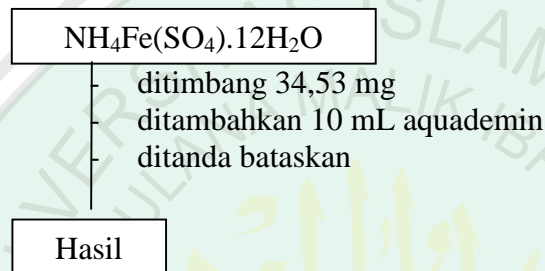 NH₄Fe(SO₄).12H₂O
- ditimbang 34,53 mg
- ditambahkan 10 mL aquademin
- ditanda bataskan
Hasil